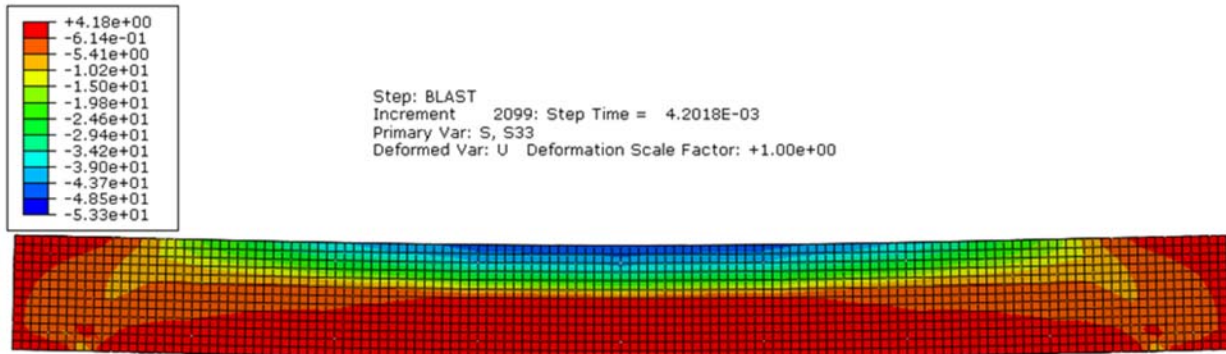 +4.18e+00
-6.14e-01
-5.41e+00
-1.02e+01
-1.50e+01
-1.98e+01
-2.46e+01
-2.94e+01
-3.42e+01
-3.90e+01
-4.37e+01
-4.85e+01
-5.33e+01
Step: BLAST
Increment 2099: Step Time = 4.2018E-03
Primary Var: S, S33
Deformed Var: U Deformation Scale Factor: +1.00e+00